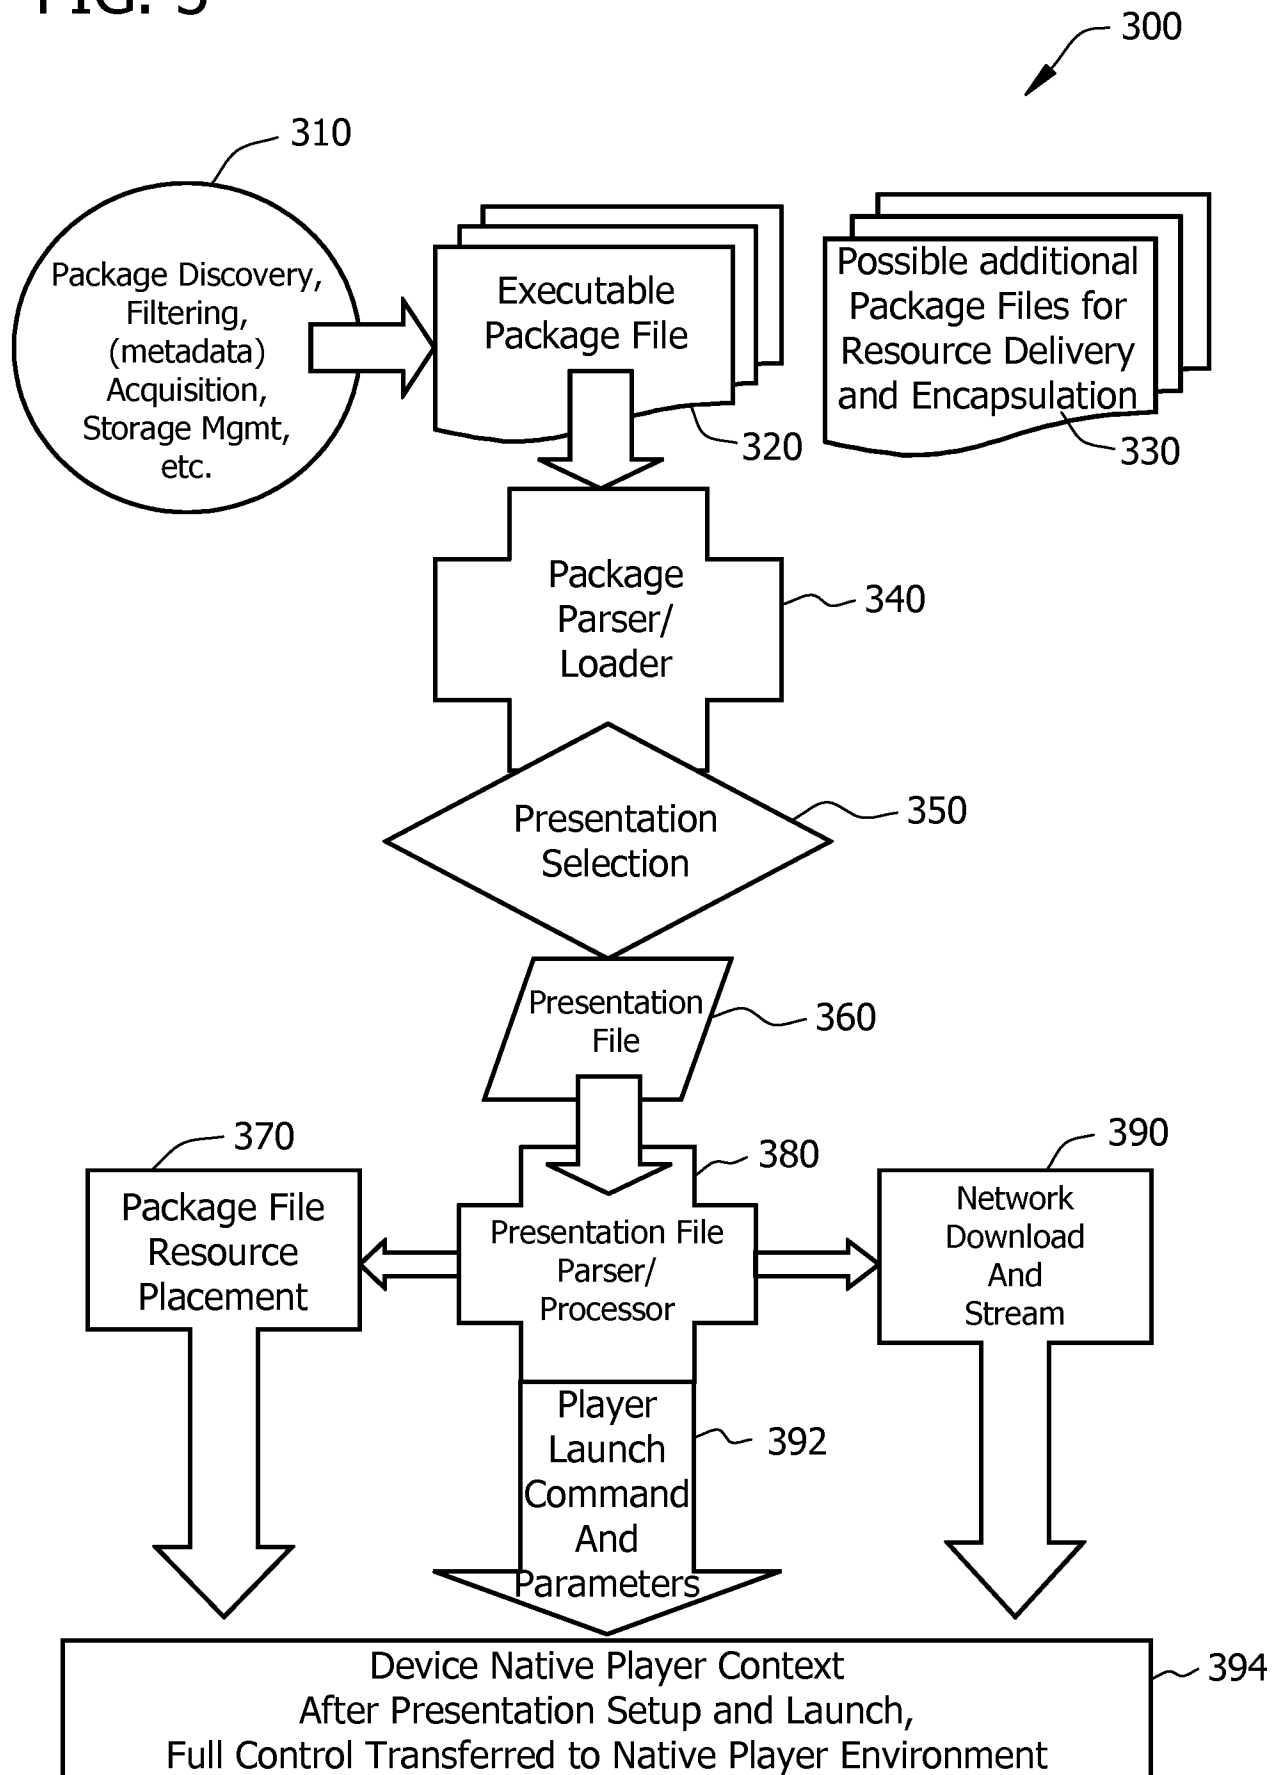 FIG. 3
300
310
Package Discovery,
Filtering,
(metadata)
Acquisition,
Storage Mgmt,
etc.
Executable
Package File
320
Possible additional
Package Files for
Resource Delivery
and Encapsulation
330
Package
Parser/
Loader
340
Presentation
Selection
350
Presentation
File
360
370
Package File
Resource
Placement
380
Presentation File
Parser/
Processor
390
Network
Download
And
Stream
Player
Launch
Command
And
Parameters
392
Device Native Player Context
After Presentation Setup and Launch,
Full Control Transferred to Native Player Environment
394